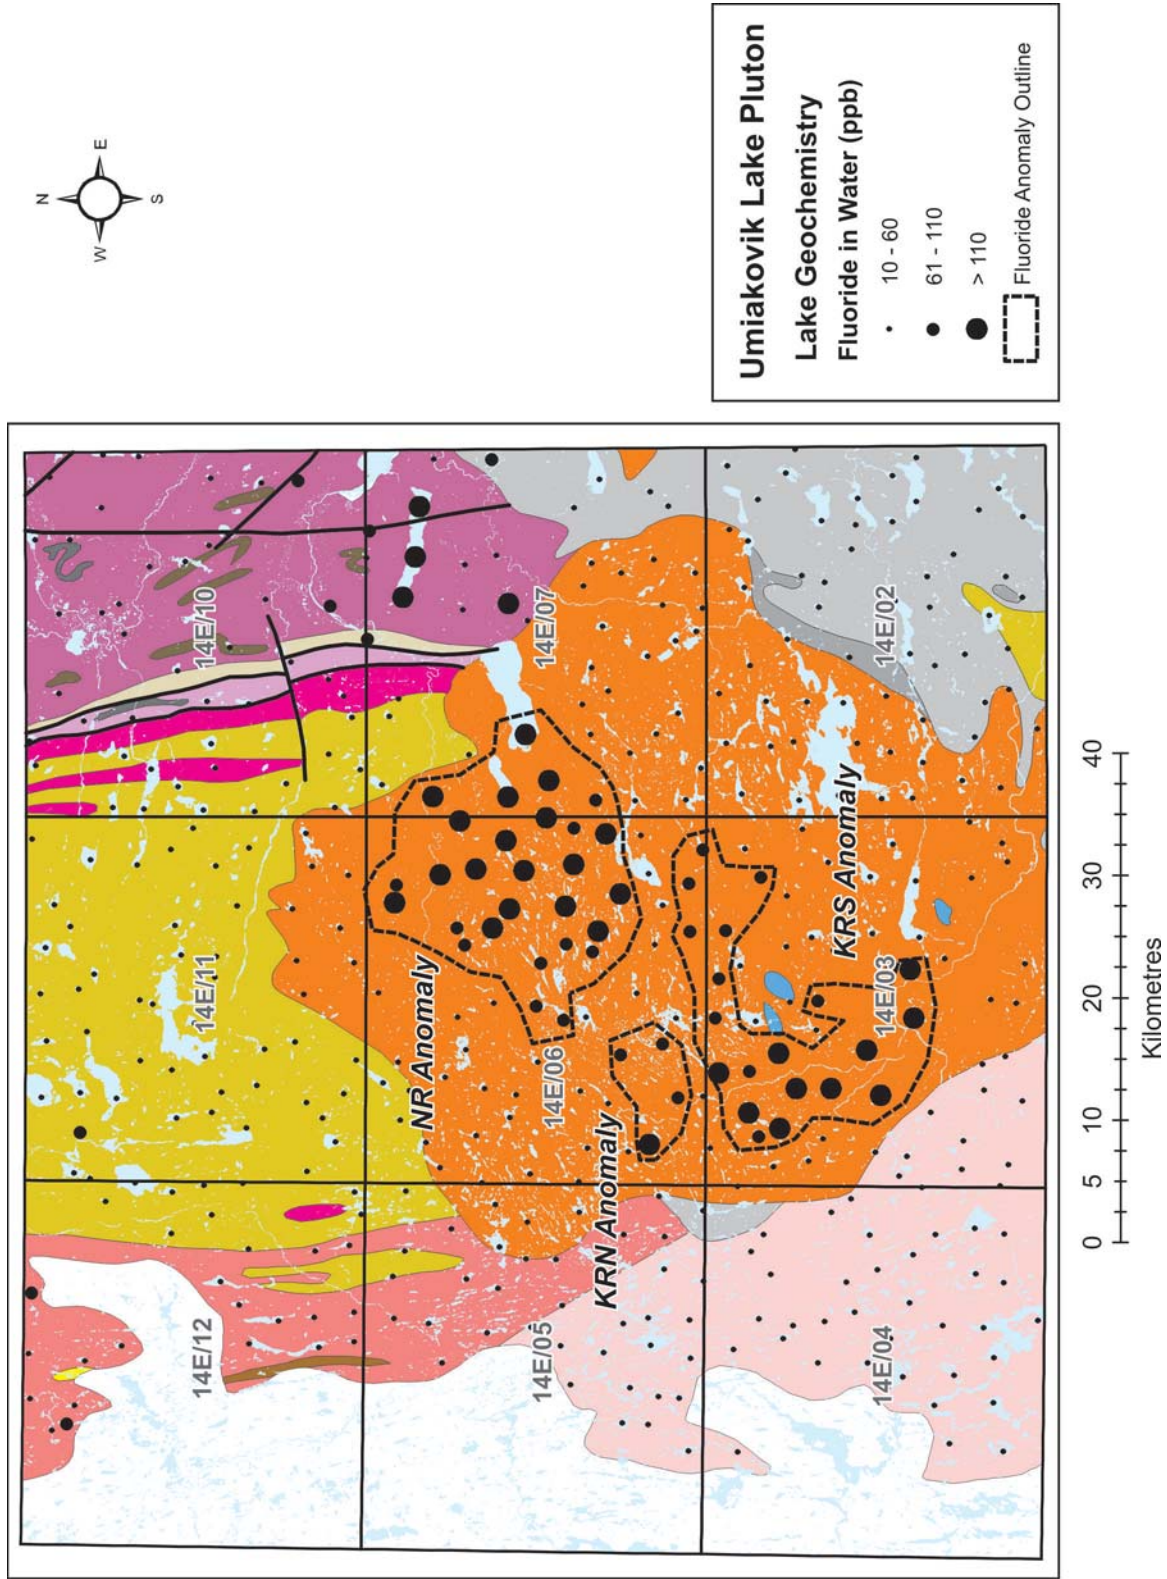 N
W
E
S
Umiakovik Lake Pluton
Lake Geochemistry
Fluoride in Water (ppb)
10 - 60
61 - 110
> 110
Fluoride Anomaly Outline
14E/12
14E/11
14E/10
NR Anomaly
14E/05
14E/06
14E/07
KRN Anomaly
KRS Anomaly
14E/04
14E/03
14E/02
0 5 10 20 30 40
Kilometres